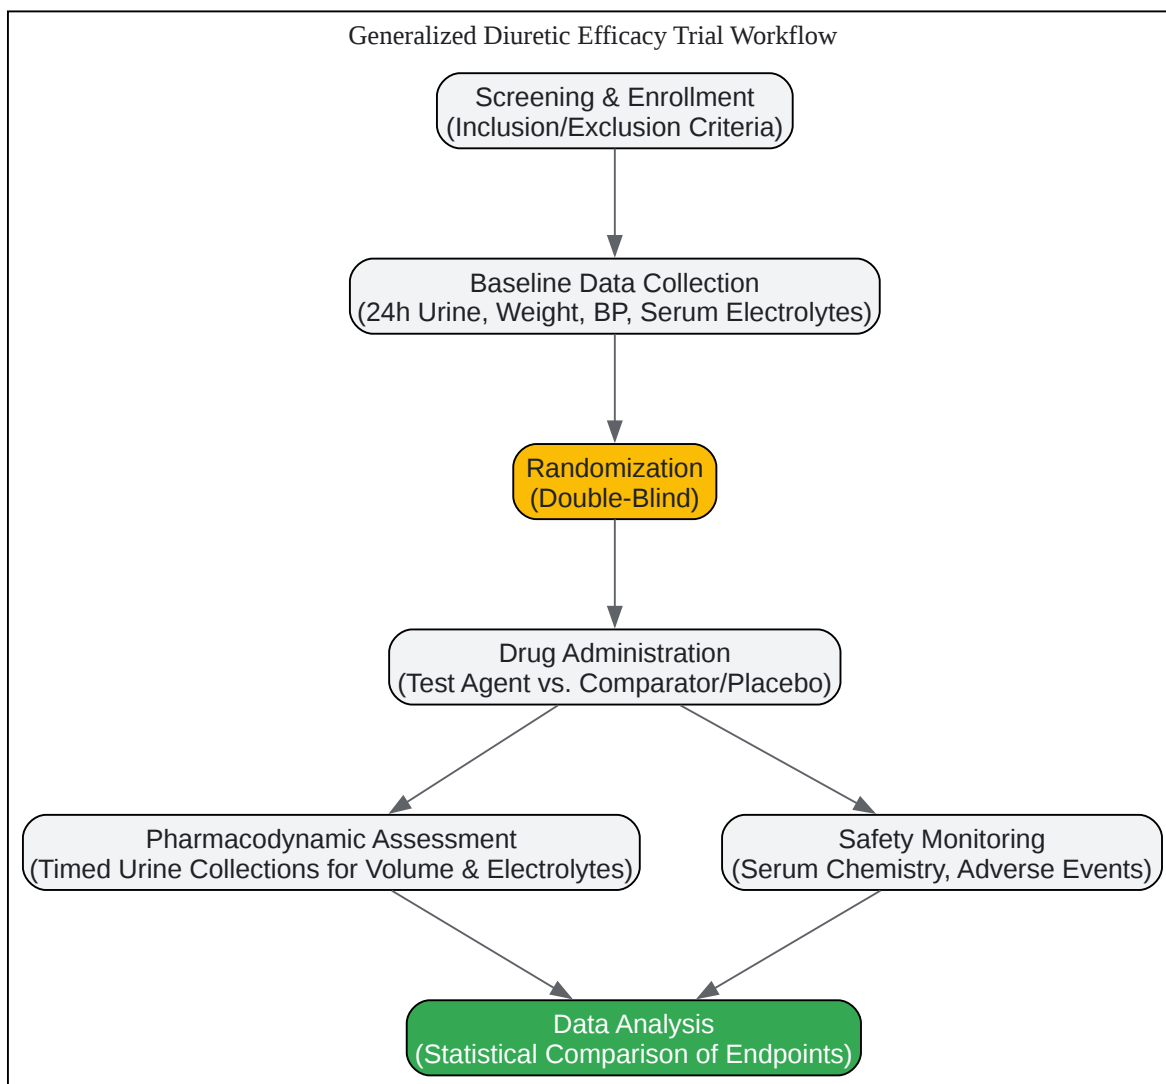 Generalized Diuretic Efficacy Trial Workflow
Screening & Enrollment
(Inclusion/Exclusion Criteria)
Baseline Data Collection
(24h Urine, Weight, BP, Serum Electrolytes)
Randomization
(Double-Blind)
Drug Administration
(Test Agent vs. Comparator/Placebo)
Pharmacodynamic Assessment
(Timed Urine Collections for Volume & Electrolytes)
Safety Monitoring
(Serum Chemistry, Adverse Events)
Data Analysis
(Statistical Comparison of Endpoints)